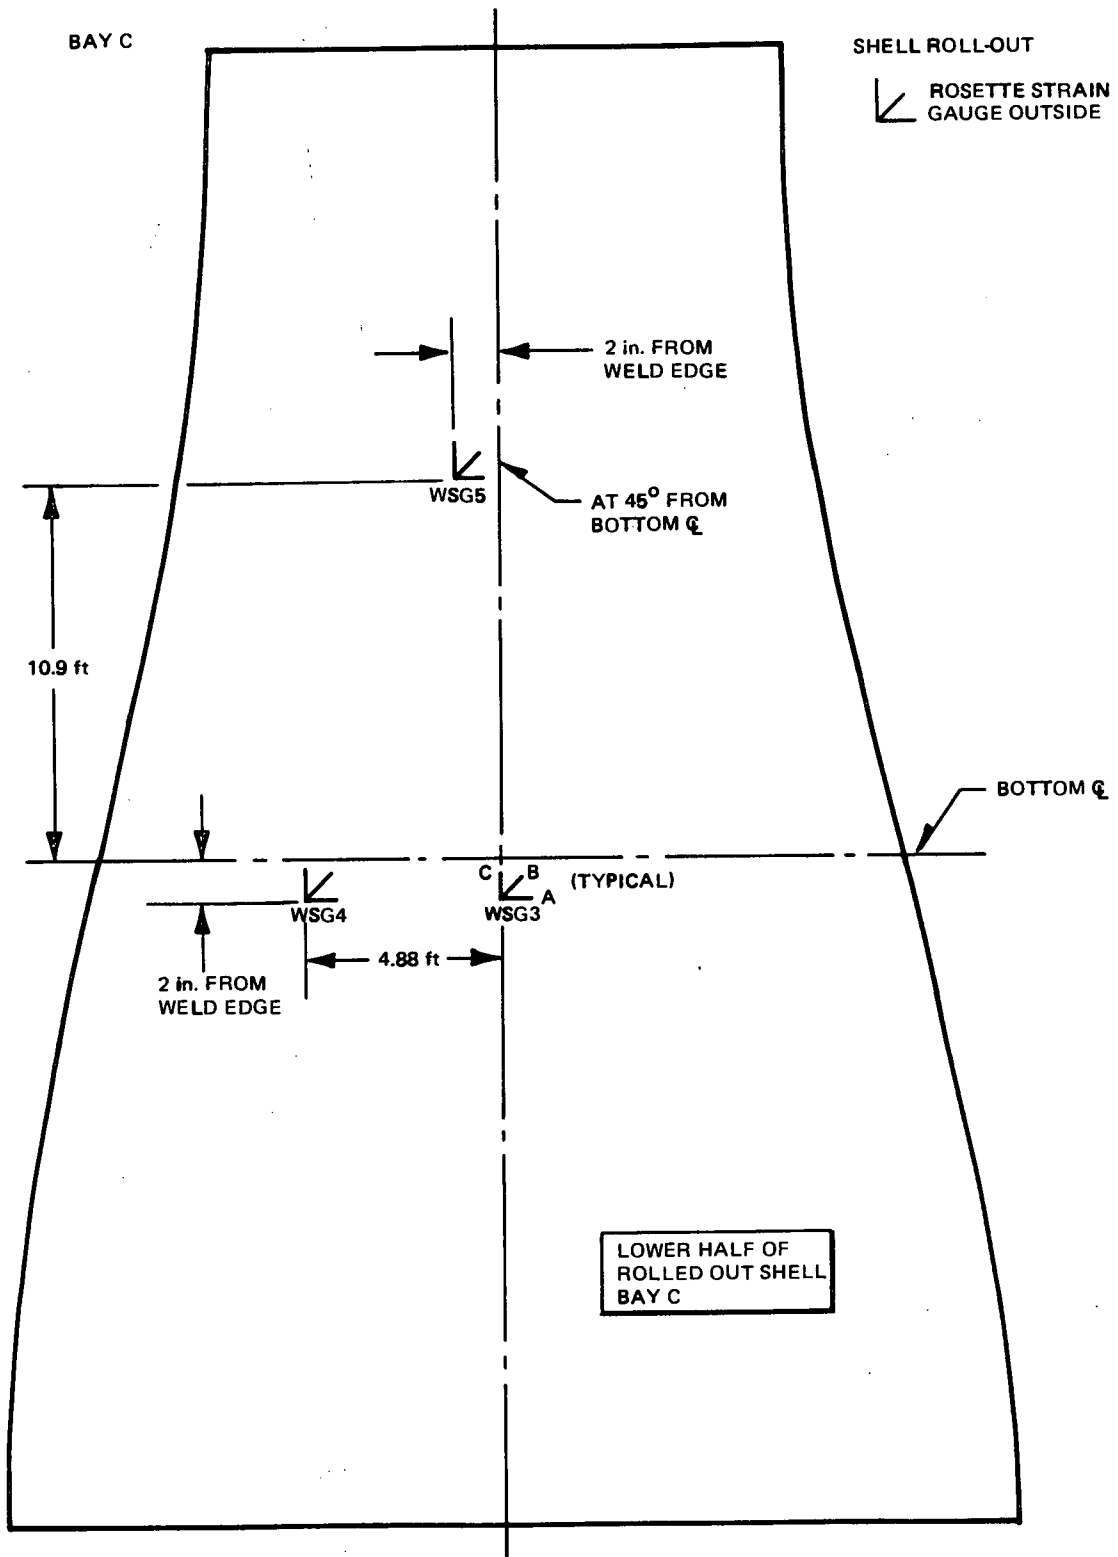 BAY C
SHELL ROLL-OUT
ROSETTE STRAIN
GAUGE OUTSIDE
2 in. FROM
WELD EDGE
WSG5
AT 45° FROM
BOTTOM ℄
10.9 ft
BOTTOM ℄
C B (TYPICAL)
A
WSG4
WSG3
4.88 ft
2 in. FROM
WELD EDGE
LOWER HALF OF
ROLLED OUT SHELL
BAY C